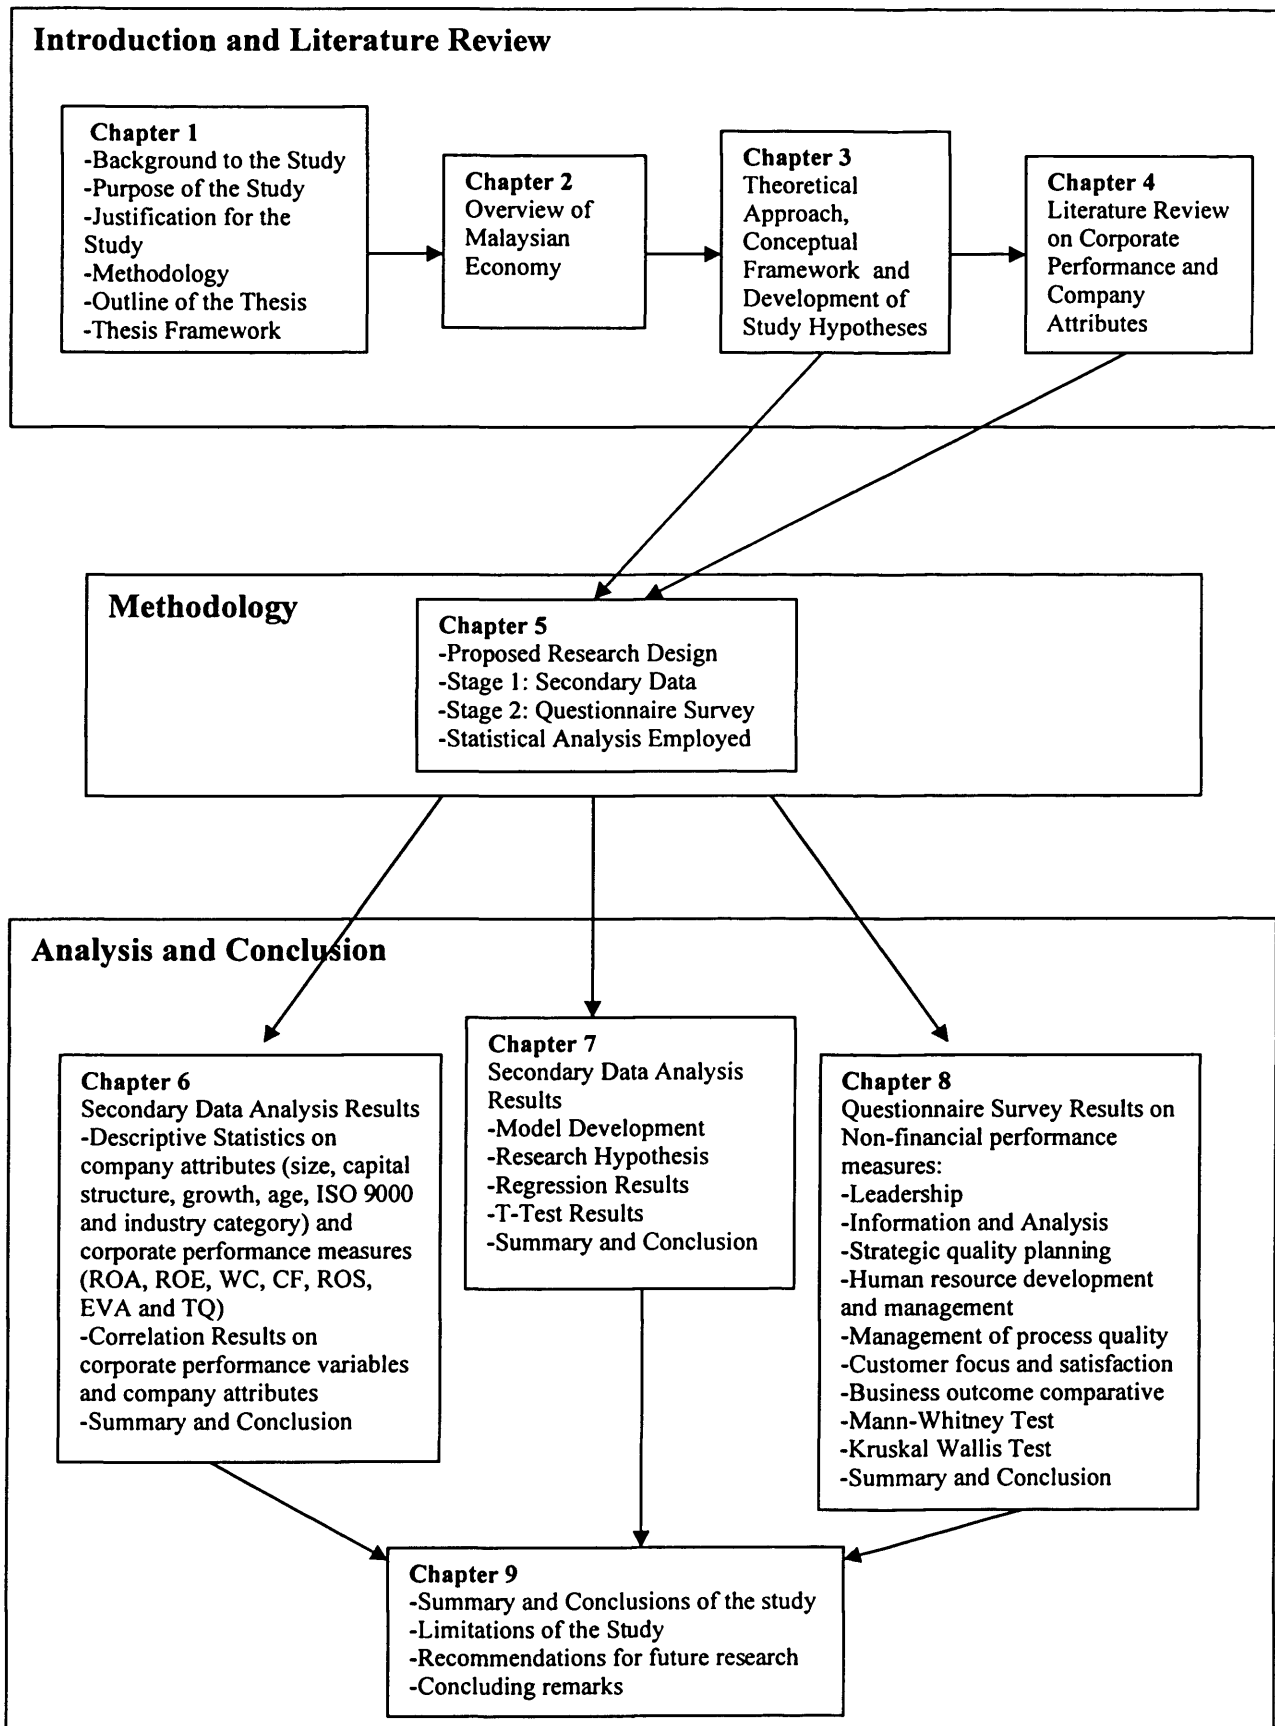 Introduction and Literature Review
Chapter 1
-Background to the Study
-Purpose of the Study
-Justification for the
Study
-Methodology
-Outline of the Thesis
-Thesis Framework
Chapter 2
Overview of
Malaysian
Economy
Chapter 3
Theoretical
Approach,
Conceptual
Framework and
Development of
Study Hypotheses
Chapter 4
Literature Review
on Corporate
Performance and
Company
Attributes
Methodology
Chapter 5
-Proposed Research Design
-Stage 1: Secondary Data
-Stage 2: Questionnaire Survey
-Statistical Analysis Employed
Analysis and Conclusion
Chapter 6
Secondary Data Analysis Results
-Descriptive Statistics on
company attributes (size, capital
structure, growth, age, ISO 9000
and industry category) and
corporate performance measures
(ROA, ROE, WC, CF, ROS,
EVA and TQ)
-Correlation Results on
corporate performance variables
and company attributes
-Summary and Conclusion
Chapter 7
Secondary Data Analysis
Results
-Model Development
-Research Hypothesis
-Regression Results
-T-Test Results
-Summary and Conclusion
Chapter 8
Questionnaire Survey Results on
Non-financial performance
measures:
-Leadership
-Information and Analysis
-Strategic quality planning
-Human resource development
and management
-Management of process quality
-Customer focus and satisfaction
-Business outcome comparative
-Mann-Whitney Test
-Kruskal Wallis Test
-Summary and Conclusion
Chapter 9
-Summary and Conclusions of the study
-Limitations of the Study
-Recommendations for future research
-Concluding remarks